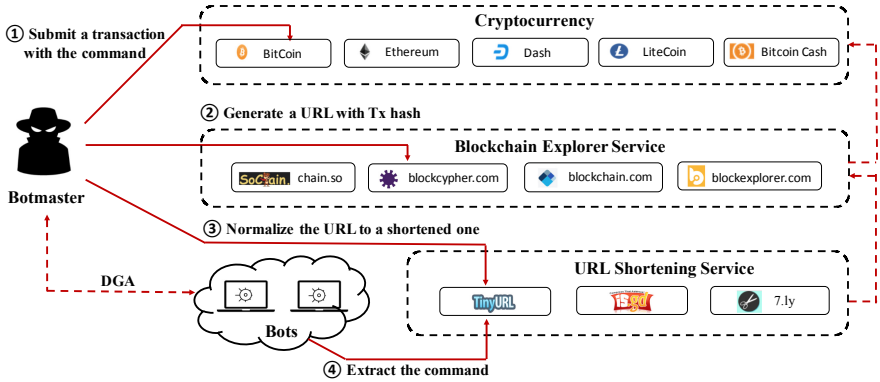 Cryptocurrency
① Submit a transaction
with the command
BitCoin
Ethereum
Dash
LiteCoin
Bitcoin Cash
② Generate a URL with Tx hash
Blockchain Explorer Service
SoChain
chain.so
blockcypher.com
blockchain.com
blockexplorer.com
Botmaster
③ Normalize the URL to a shortened one
URL Shortening Service
DGA
TinyURL
is.gd
7.ly
Bots
④ Extract the command